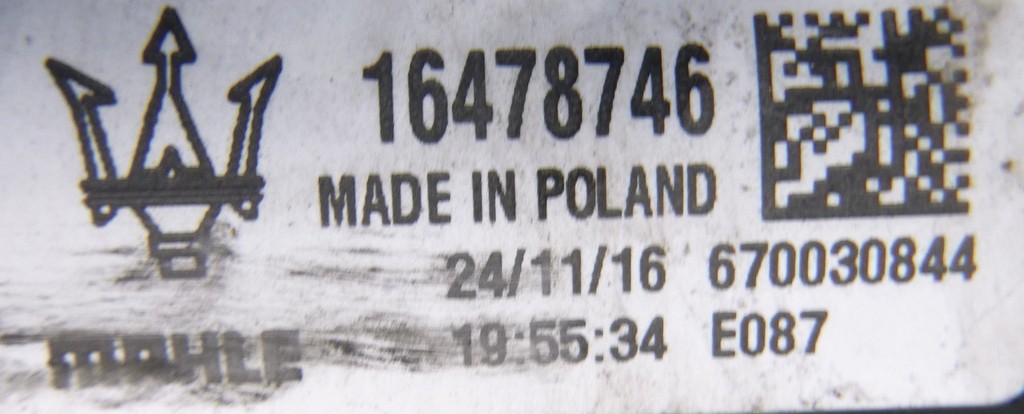 16478746
MADE IN POLAND
24/11/16 670030844
19:55:34 E087
MAHLE